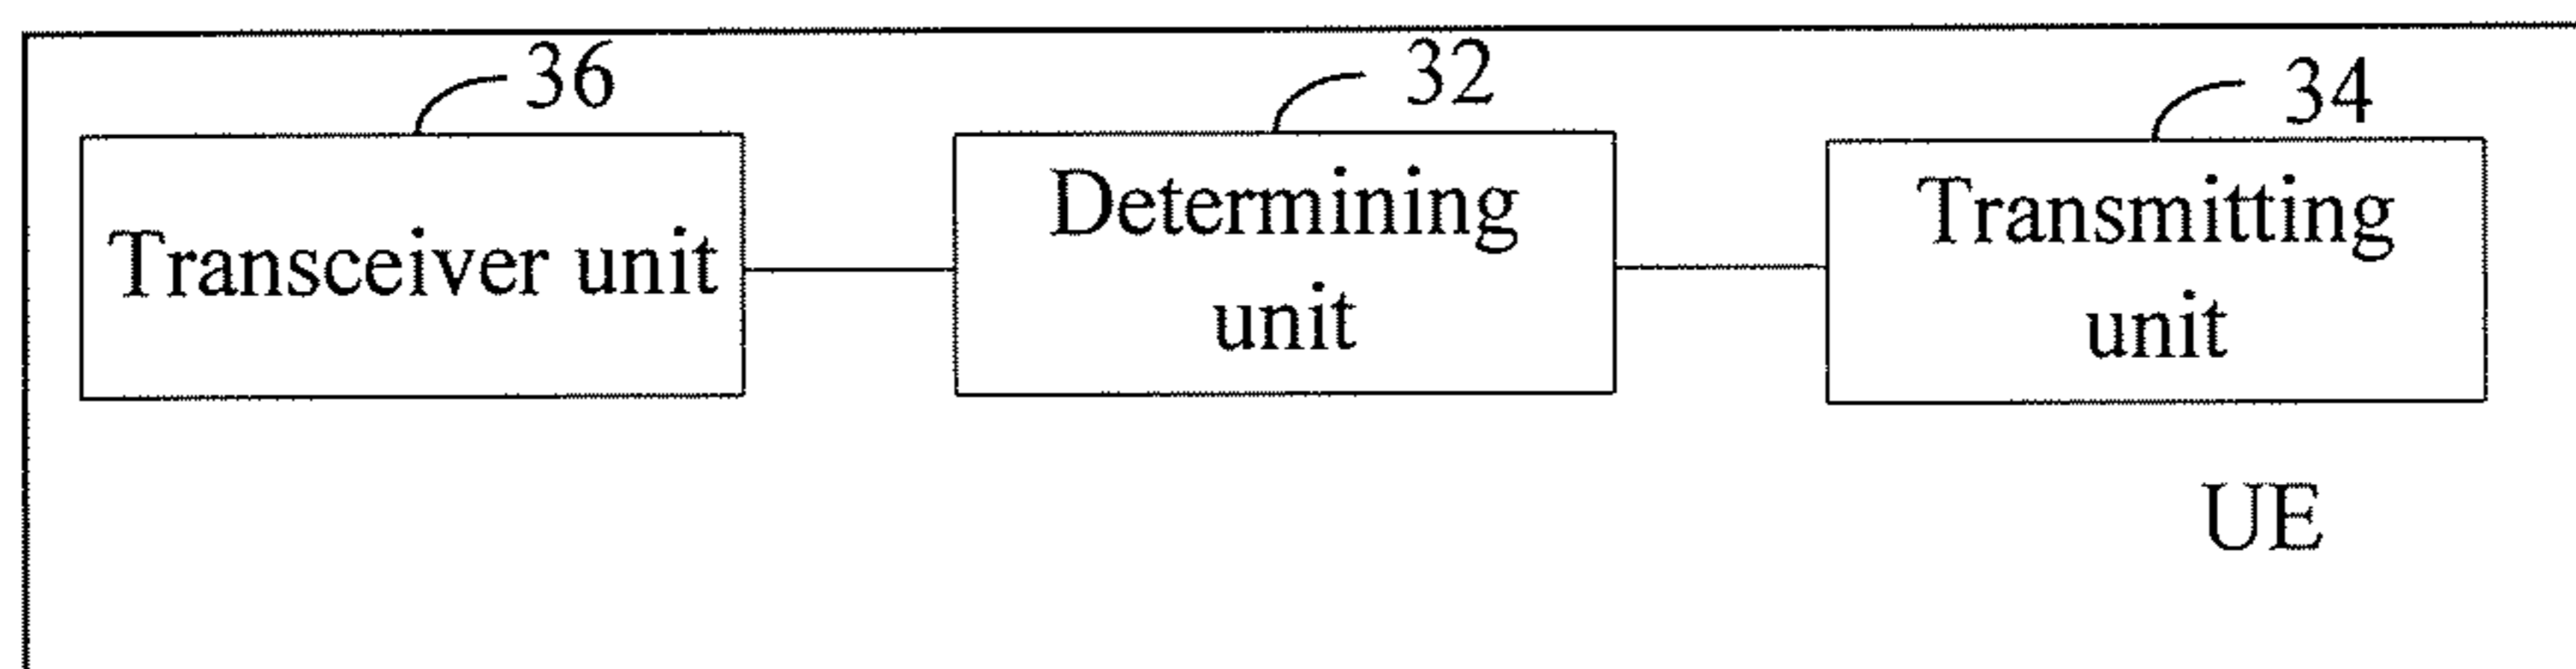 36
32
34
Transceiver unit
Determining
unit
Transmitting
unit
UE